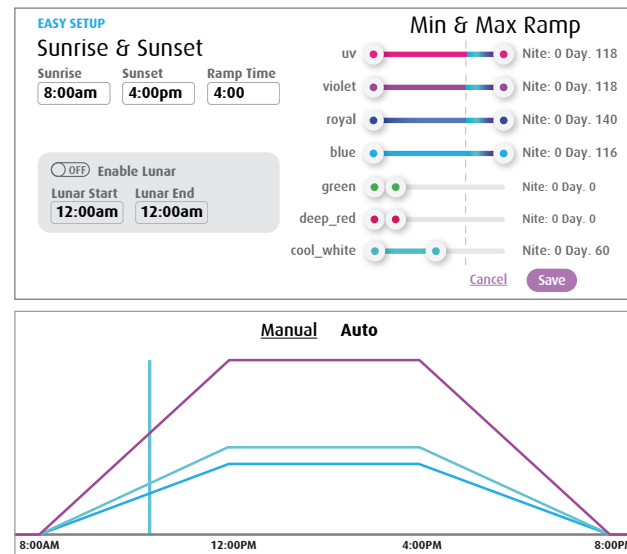 EASY SETUP
Sunrise & Sunset
Sunrise Sunset Ramp Time
8:00am 4:00pm 4:00
OFF Enable Lunar
Lunar Start Lunar End
12:00am 12:00am
Min & Max Ramp
uv Nite: 0 Day. 118
violet Nite: 0 Day. 118
royal Nite: 0 Day. 140
blue Nite: 0 Day. 116
green Nite: 0 Day. 0
deep_red Nite: 0 Day. 0
cool_white Nite: 0 Day. 60
Cancel Save
Manual Auto
8:00AM 12:00PM 4:00PM 8:00PM